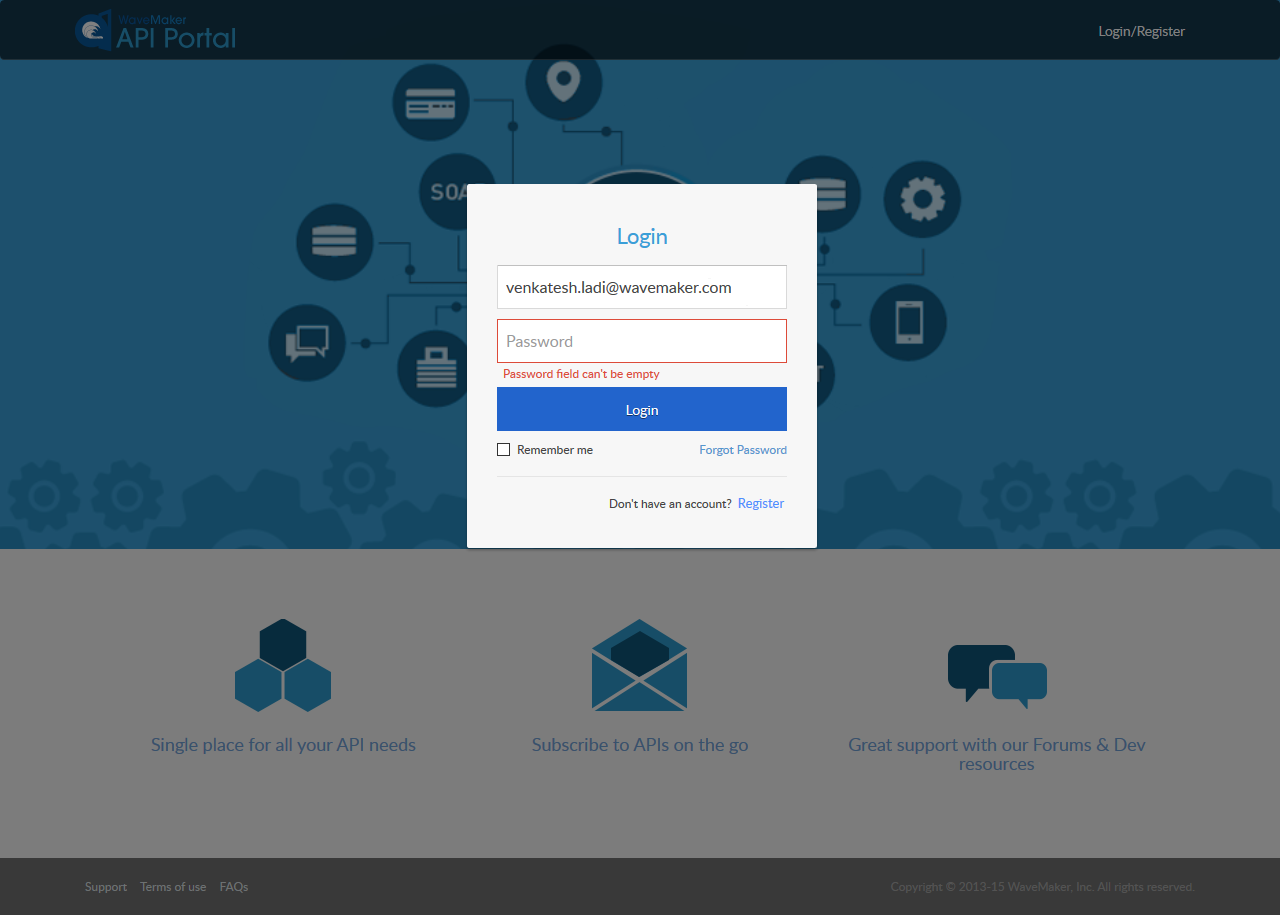 WaveMaker
API Portal
Login/Register
SOA
Login
venkatesh.ladi@wavemaker.com
Password
Password field can't be empty
Login
Remember me
Forgot Password
Don't have an account? Register
Single place for all your API needs
Subscribe to APIs on the go
Great support with our Forums & Dev
resources
Support
Terms of use
FAQs
Copyright © 2013-15 WaveMaker, Inc. All rights reserved.